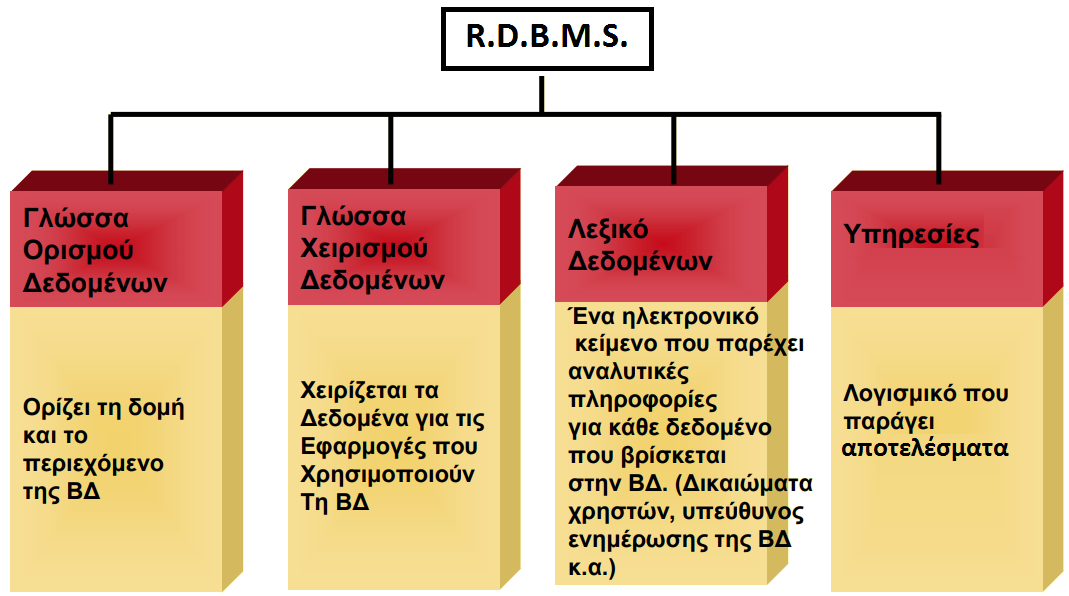 R.D.B.M.S.
Γλώσσα
Ορισμού
Δεδομένων
Ορίζει τη δομή
και το
περιεχόμενο
της ΒΔ
Γλώσσα
Χειρισμού
Δεδομένων
Χειρίζεται τα
Δεδομένα για τις
Εφαρμογές που
Χρησιμοποιούν
Τη ΒΔ
Λεξικό
Δεδομένων
Ένα ηλεκτρονικό
κείμενο που παρέχει
αναλυτικές
πληροφορίες
για κάθε δεδομένο
που βρίσκεται
στην ΒΔ. (Δικαιώματα
χρηστών, υπεύθυνος
ενημέρωσης της ΒΔ
κ.α.)
Υπηρεσίες
Λογισμικό που
παράγει
αποτελέσματα